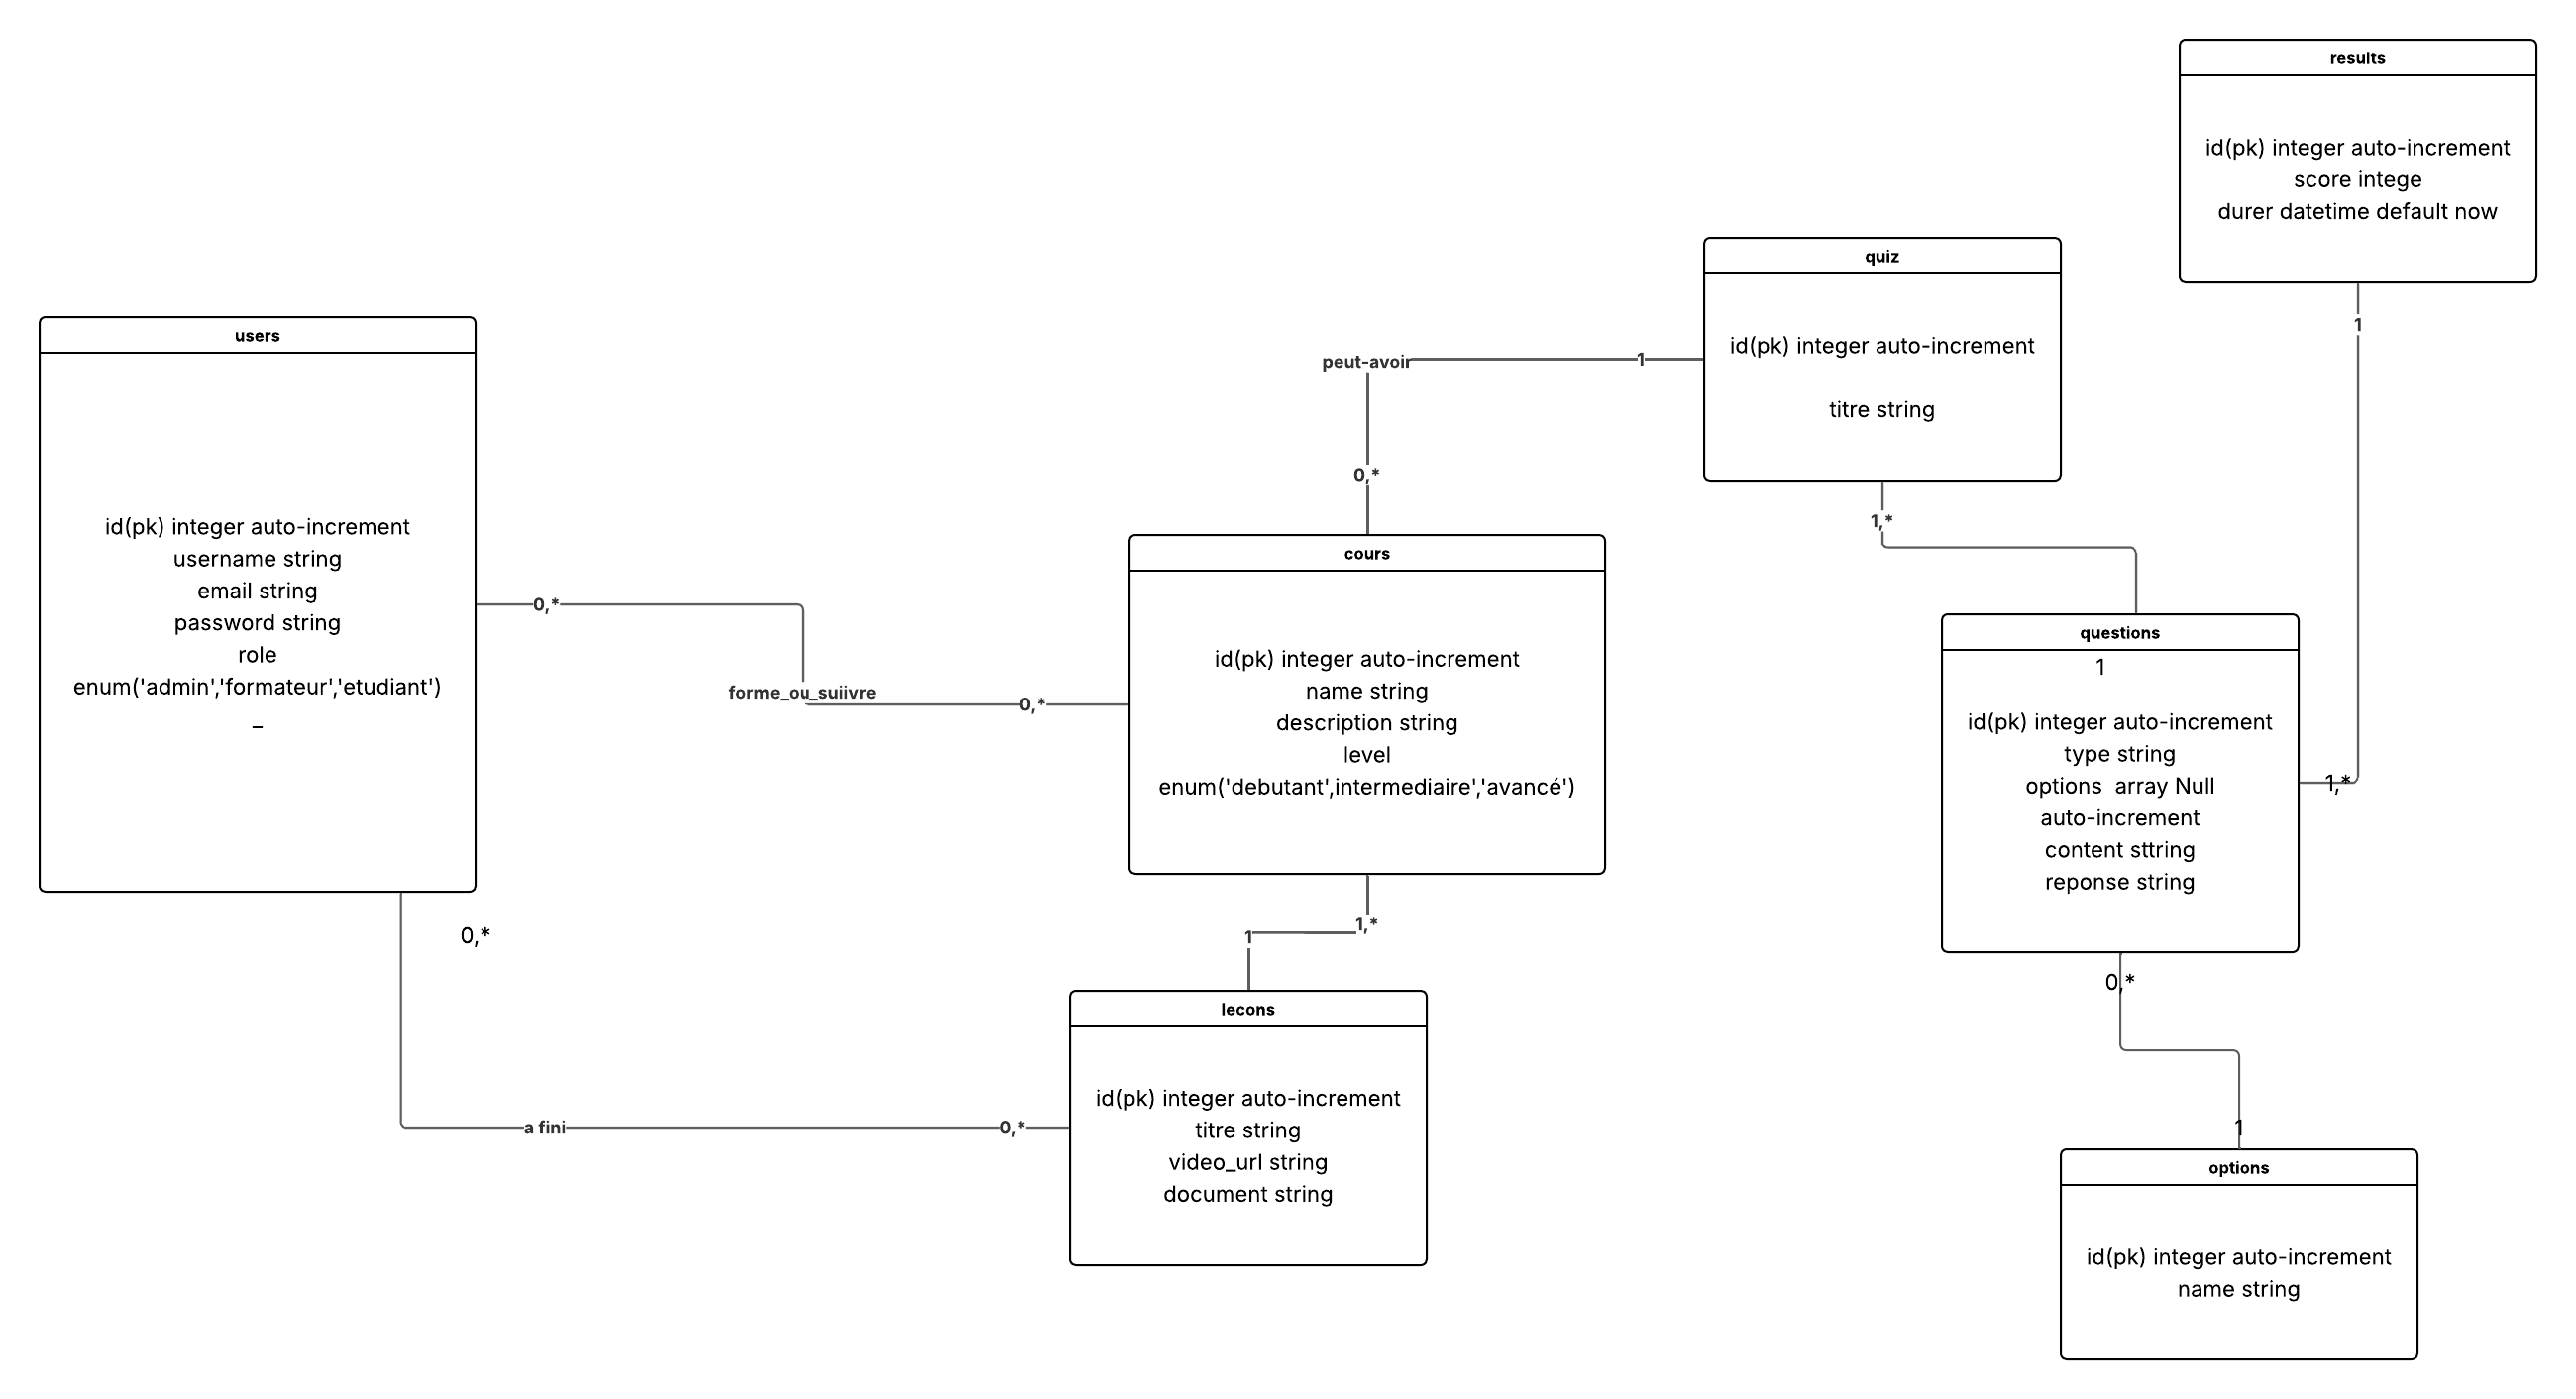 results
id(pk) integer auto-increment
score intege
durer datetime default now
1
quiz
id(pk) integer auto-increment
titre string
1,*
users
id(pk) integer auto-increment
username string
email string
password string
role
enum('admin','formateur','etudiant')
_
0,*
forme_ou_suiivre
0,*
peut-avoir
1
0,*
cours
id(pk) integer auto-increment
name string
description string
level
enum('debutant',intermediaire','avancé')
1,*
1
questions
1
id(pk) integer auto-increment
type string
options  array Null
auto-increment
content sttring
reponse string
1,*
0,*
1
0,*
a fini
0,*
lecons
id(pk) integer auto-increment
titre string
video_url string
document string
options
id(pk) integer auto-increment
name string